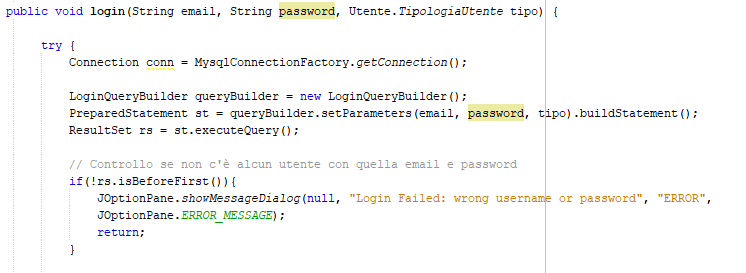 public void login(String email, String password, Utente.TipologiaUtente tipo) {
try {
Connection conn = MysqlConnectionFactory.getConnection();
LoginQueryBuilder queryBuilder = new LoginQueryBuilder();
PreparedStatement st = queryBuilder.setParameters(email, password, tipo).buildStatement();
ResultSet rs = st.executeQuery();
// Controllo se non c'è alcun utente con quella email e password
if(!rs.isBeforeFirst()){
JOptionPane.showMessageDialog(null, "Login Failed: wrong username or password", "ERROR",
JOptionPane.ERROR_MESSAGE);
return;
}